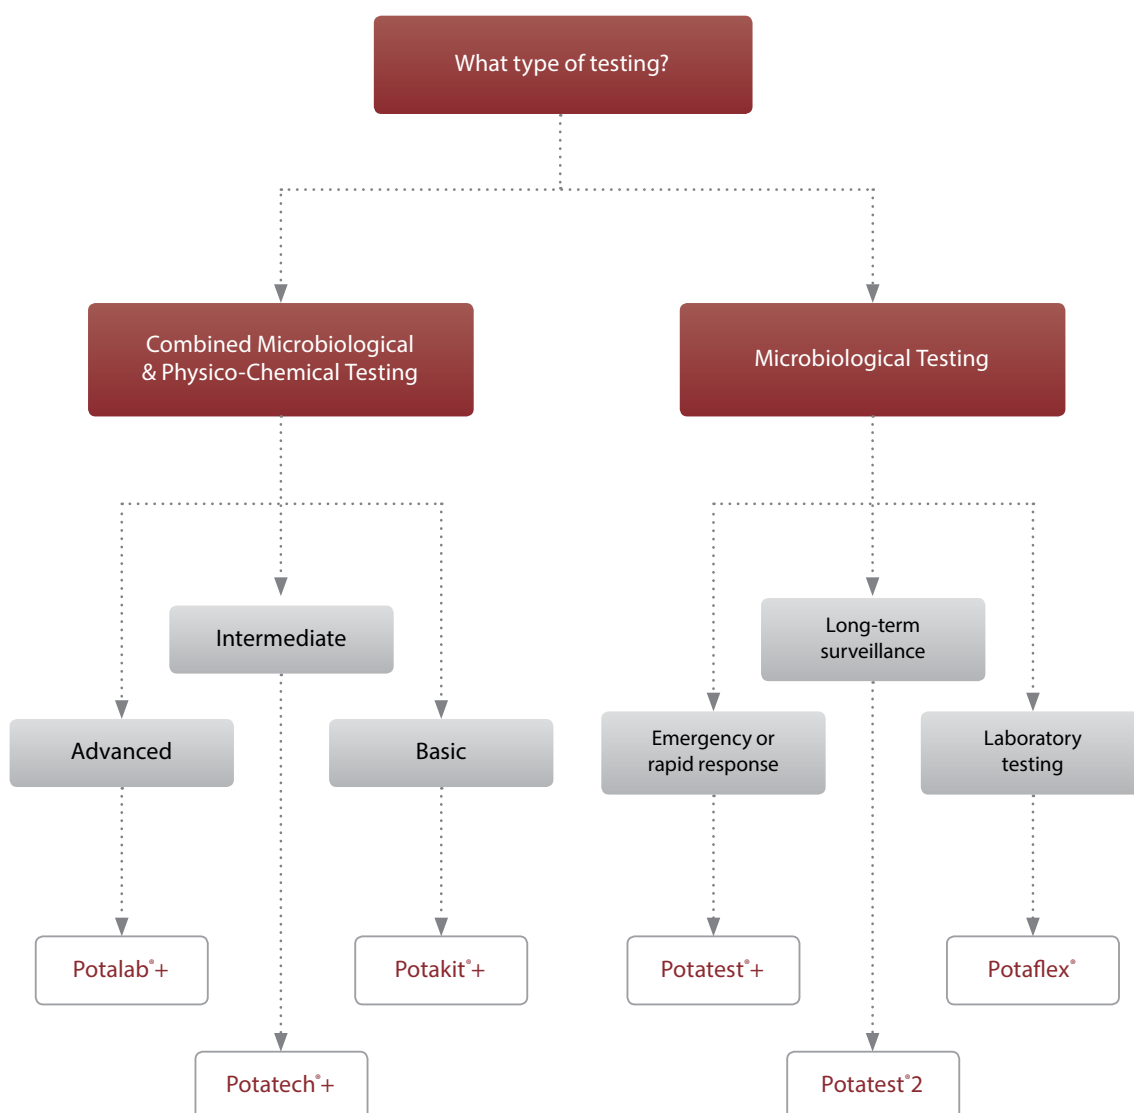 What type of testing?
Combined Microbiological
& Physico-Chemical Testing
Microbiological Testing
Intermediate
Long-term
surveillance
Advanced
Basic
Emergency or
rapid response
Laboratory
testing
Potalab®+
Potakit®+
Potatest®+
Potaflex®
Potatech®+
Potatest®2